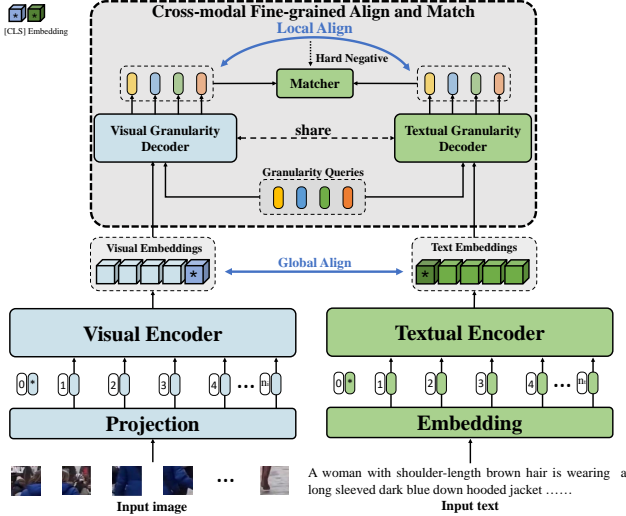 Cross-modal Fine-grained Align and Match
* *
[CLS] Embedding
Local Align
Hard Negative
Matcher
Visual Granularity
Decoder
share
Textual Granularity
Decoder
Granularity Queries
Visual Embeddings
Text Embeddings
*
Global Align
*
Visual Encoder
Textual Encoder
0 * 1 2 3 4 ...
0 * 1 2 3 4 ...
Projection
Embedding
...
A woman with shoulder-length brown hair is wearing a
long sleeved dark blue down hooded jacket ……
Input image
Input text